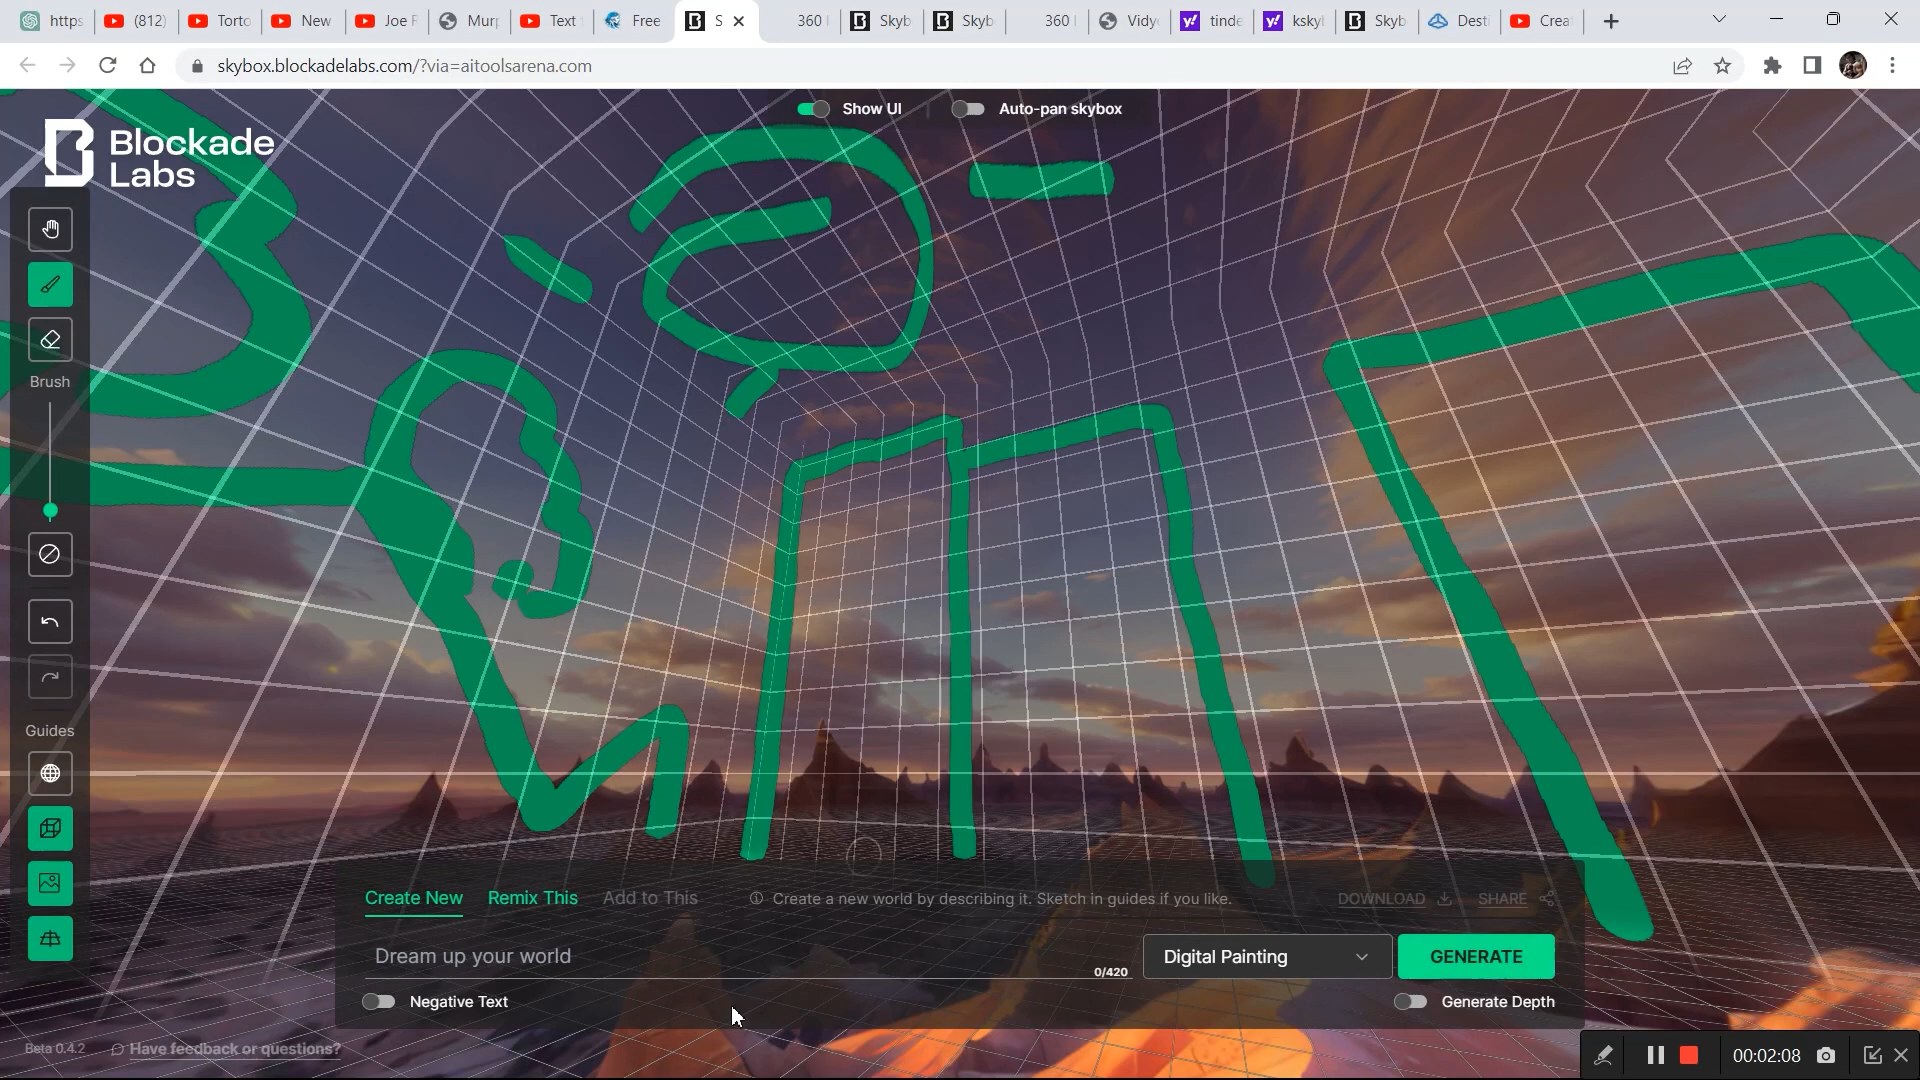 https
(812)
Torto
New
Joe R
Murp
Text
Free
S
360
Skyb
Skyb
360
Vidy
tinde
ksky
Skyb
Desti
Crea
skybox.blockadelabs.com/?via=aitoolsarena.com
Show UI
Auto-pan skybox
Blockade
Labs
Brush
Guides
Create New
Remix This
Add to This
Create a new world by describing it. Sketch in guides if you like.
DOWNLOAD
SHARE
Dream up your world
0/420
Digital Painting
GENERATE
Negative Text
Generate Depth
Beta 0.4.2
Have feedback or questions?
00:02:08